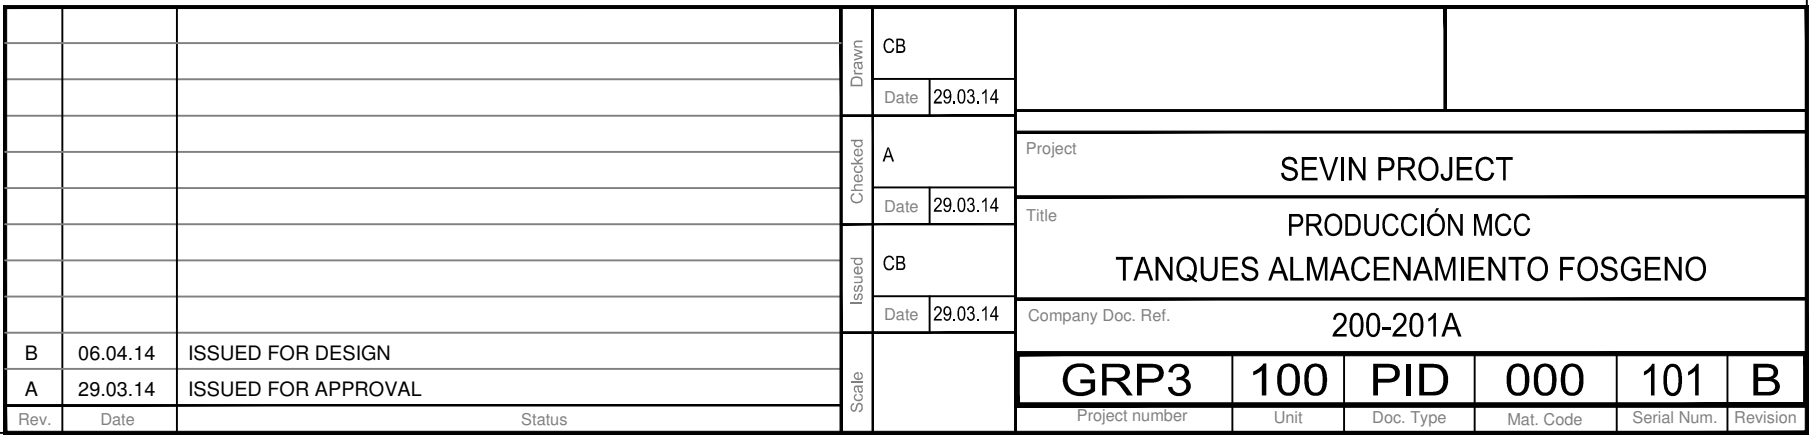 B 06.04.14 ISSUED FOR DESIGN
A 29.03.14 ISSUED FOR APPROVAL
Rev. Date Status
Drawn
CB
Date 29.03.14
Checked
A
Date 29.03.14
Issued
CB
Date 29.03.14
Scale
Project
SEVIN PROJECT
Title
PRODUCCIÓN MCC
TANQUES ALMACENAMIENTO FOSGENO
Company Doc. Ref.
200-201A
GRP3 100 PID 000 101 B
Project number Unit Doc. Type Mat. Code Serial Num. Revision